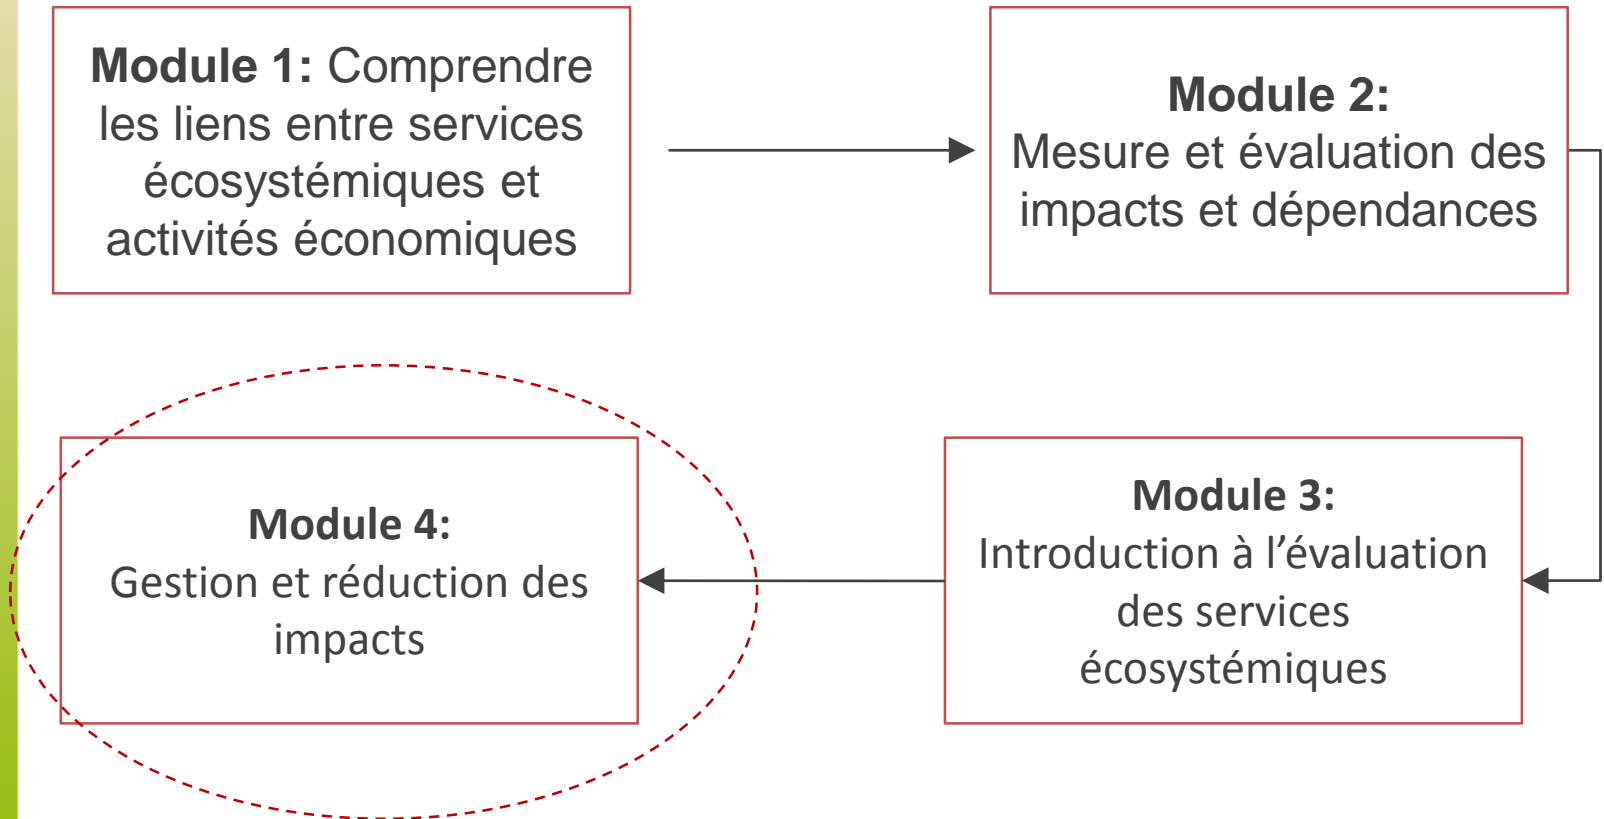 Module 1: Comprendre
les liens entre services
écosystémiques et
activités économiques
Module 2:
Mesure et évaluation des
impacts et dépendances
Module 3:
Introduction à l’évaluation
des services
écosystémiques
Module 4:
Gestion et réduction des
impacts